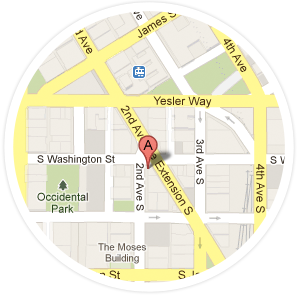 James S
4th Ave
d Ave
Yesler Way
2nd Ave
Extension S
A
S Washington St
3rd Ave S
2nd Ave S
4th Ave S
Occidental
Park
The Moses
Building
n St
S J